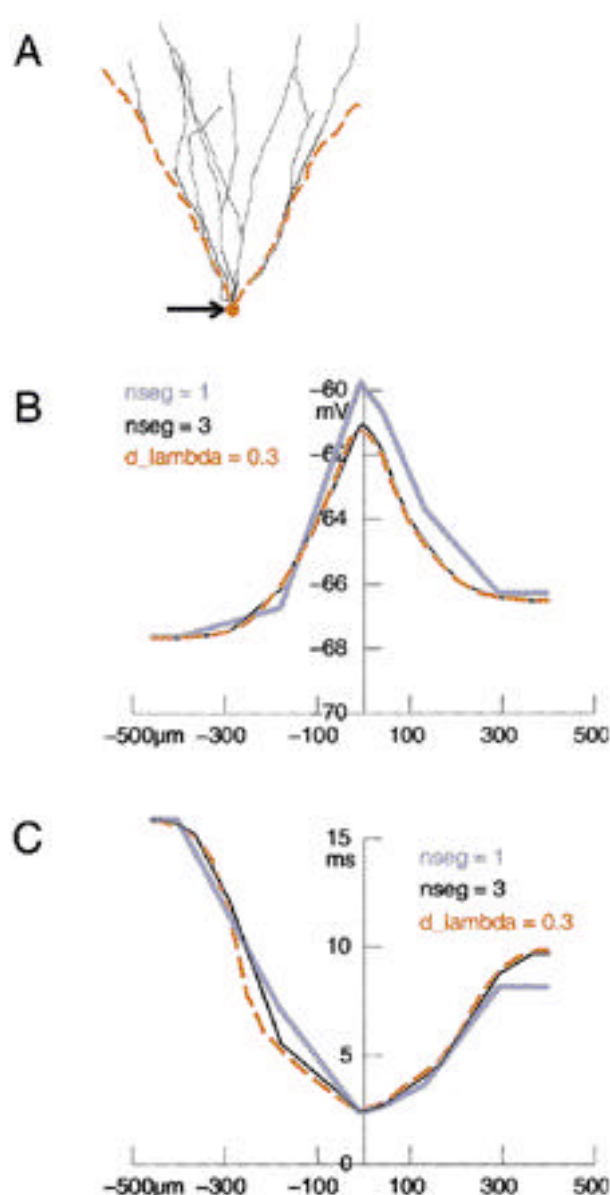 A
B
nseg = 1
nseg = 3
d_lambda = 0.3
−60
mV
−62
−64
−66
−68
−70
−500µm −300 −100 100 300 500
C
15
ms
nseg = 1
nseg = 3
d_lambda = 0.3
10
5
0
−500µm −300 −100 100 300 500